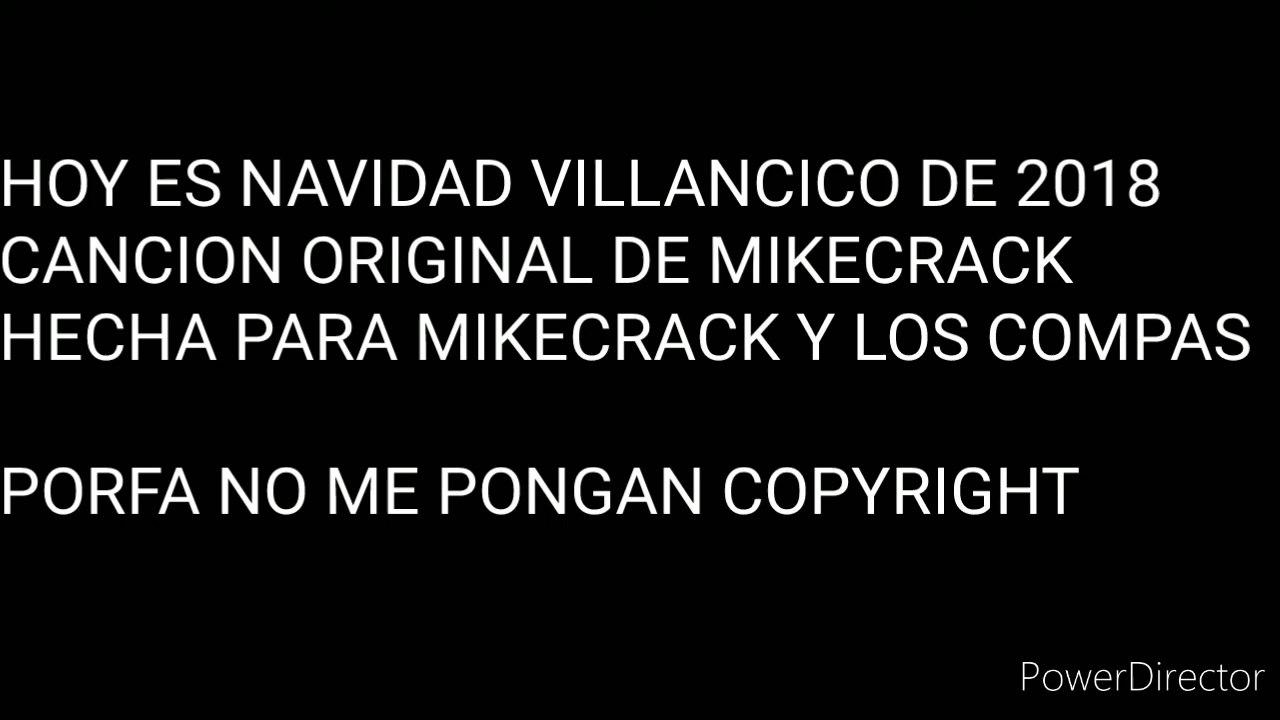 HOY ES NAVIDAD VILLANCICO DE 2018
CANCION ORIGINAL DE MIKECRACK
HECHA PARA MIKECRACK Y LOS COMPAS
PORFA NO ME PONGAN COPYRIGHT
PowerDirector